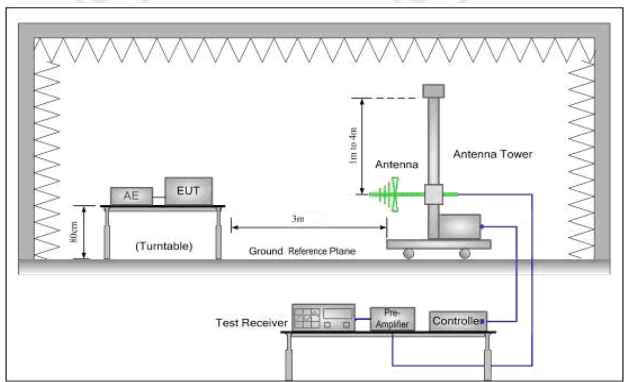 1m to 4m
Antenna
Antenna Tower
AE
EUT
80cm
(Turntable)
3m
Ground Reference Plane
Test Receiver
Pre-
Amplifier
Controller